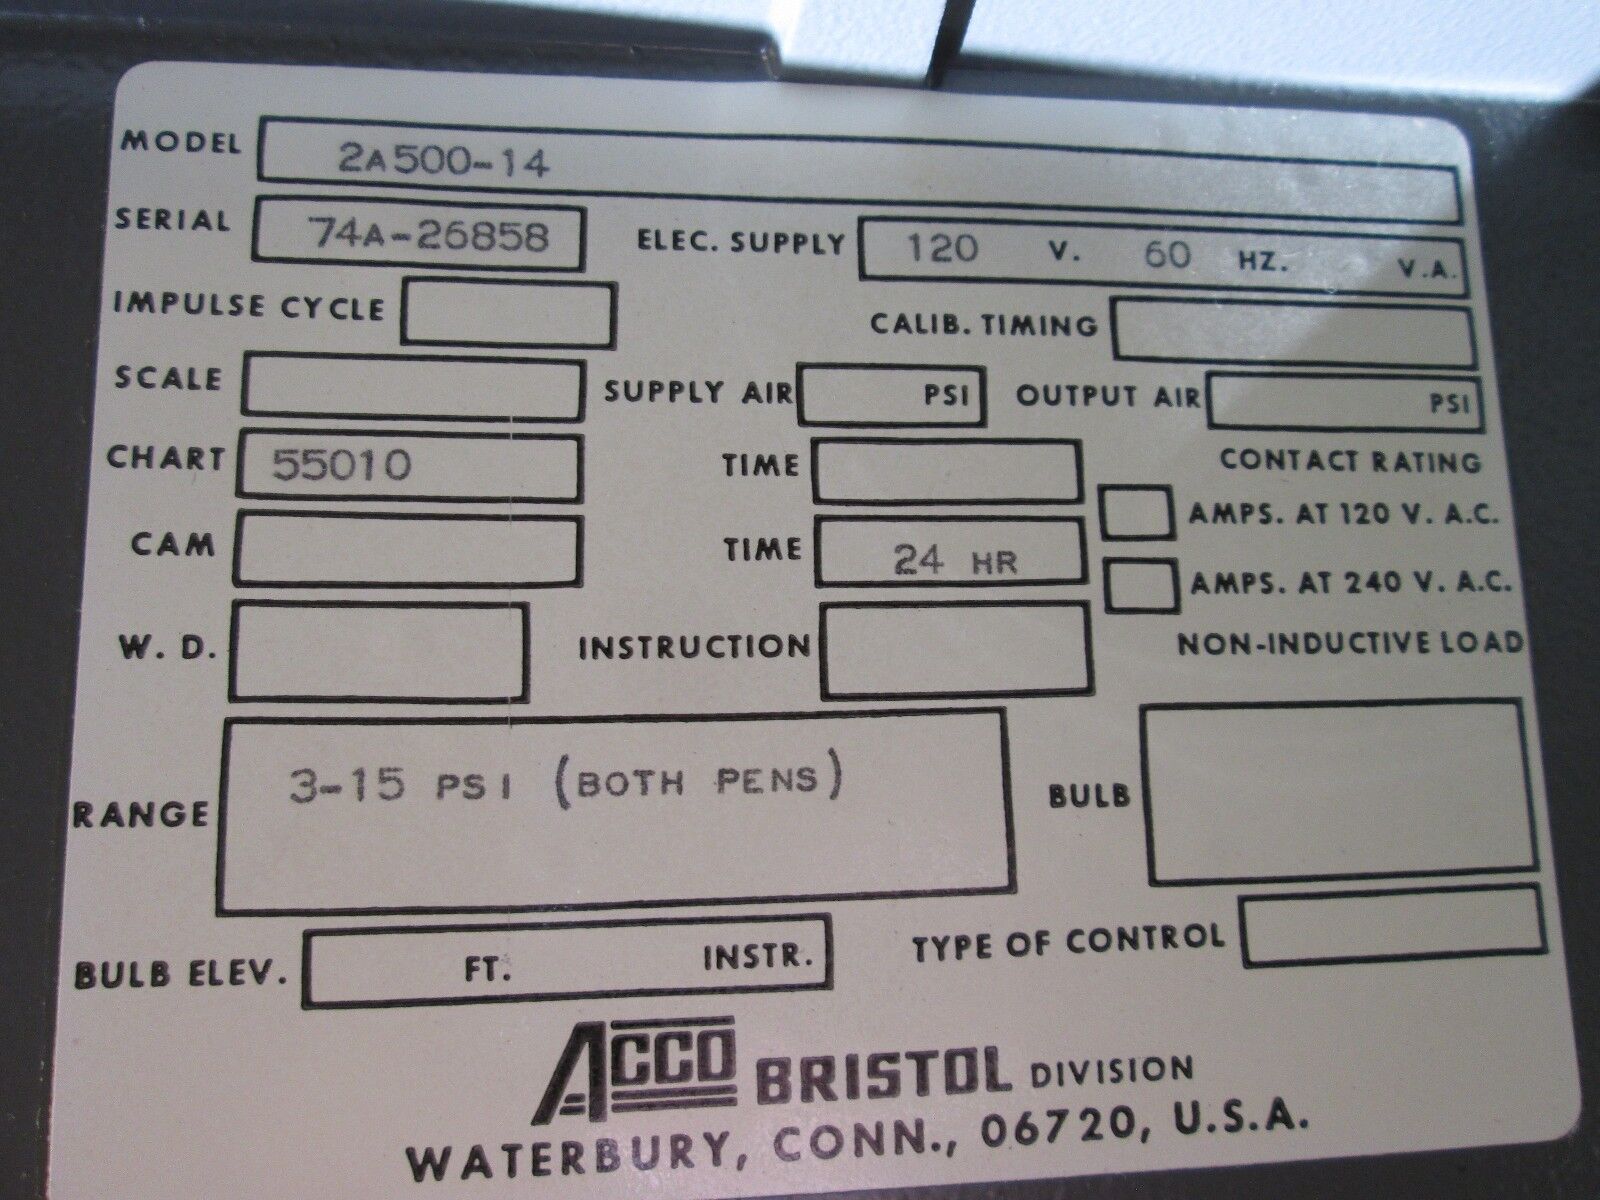 MODEL 2A500-14
SERIAL 74A-26858 ELEC. SUPPLY 120 V. 60 HZ. V.A.
IMPULSE CYCLE CALIB. TIMING
SCALE SUPPLY AIR PSI OUTPUT AIR PSI
CHART 55010 TIME CONTACT RATING
AMPS. AT 120 V. A.C.
CAM TIME 24 HR
AMPS. AT 240 V. A.C.
W. D. INSTRUCTION NON-INDUCTIVE LOAD
RANGE 3-15 PSI (BOTH PENS) BULB
BULB ELEV. FT. INSTR. TYPE OF CONTROL
ACCO BRISTOL DIVISION
WATERBURY, CONN., 06720, U.S.A.